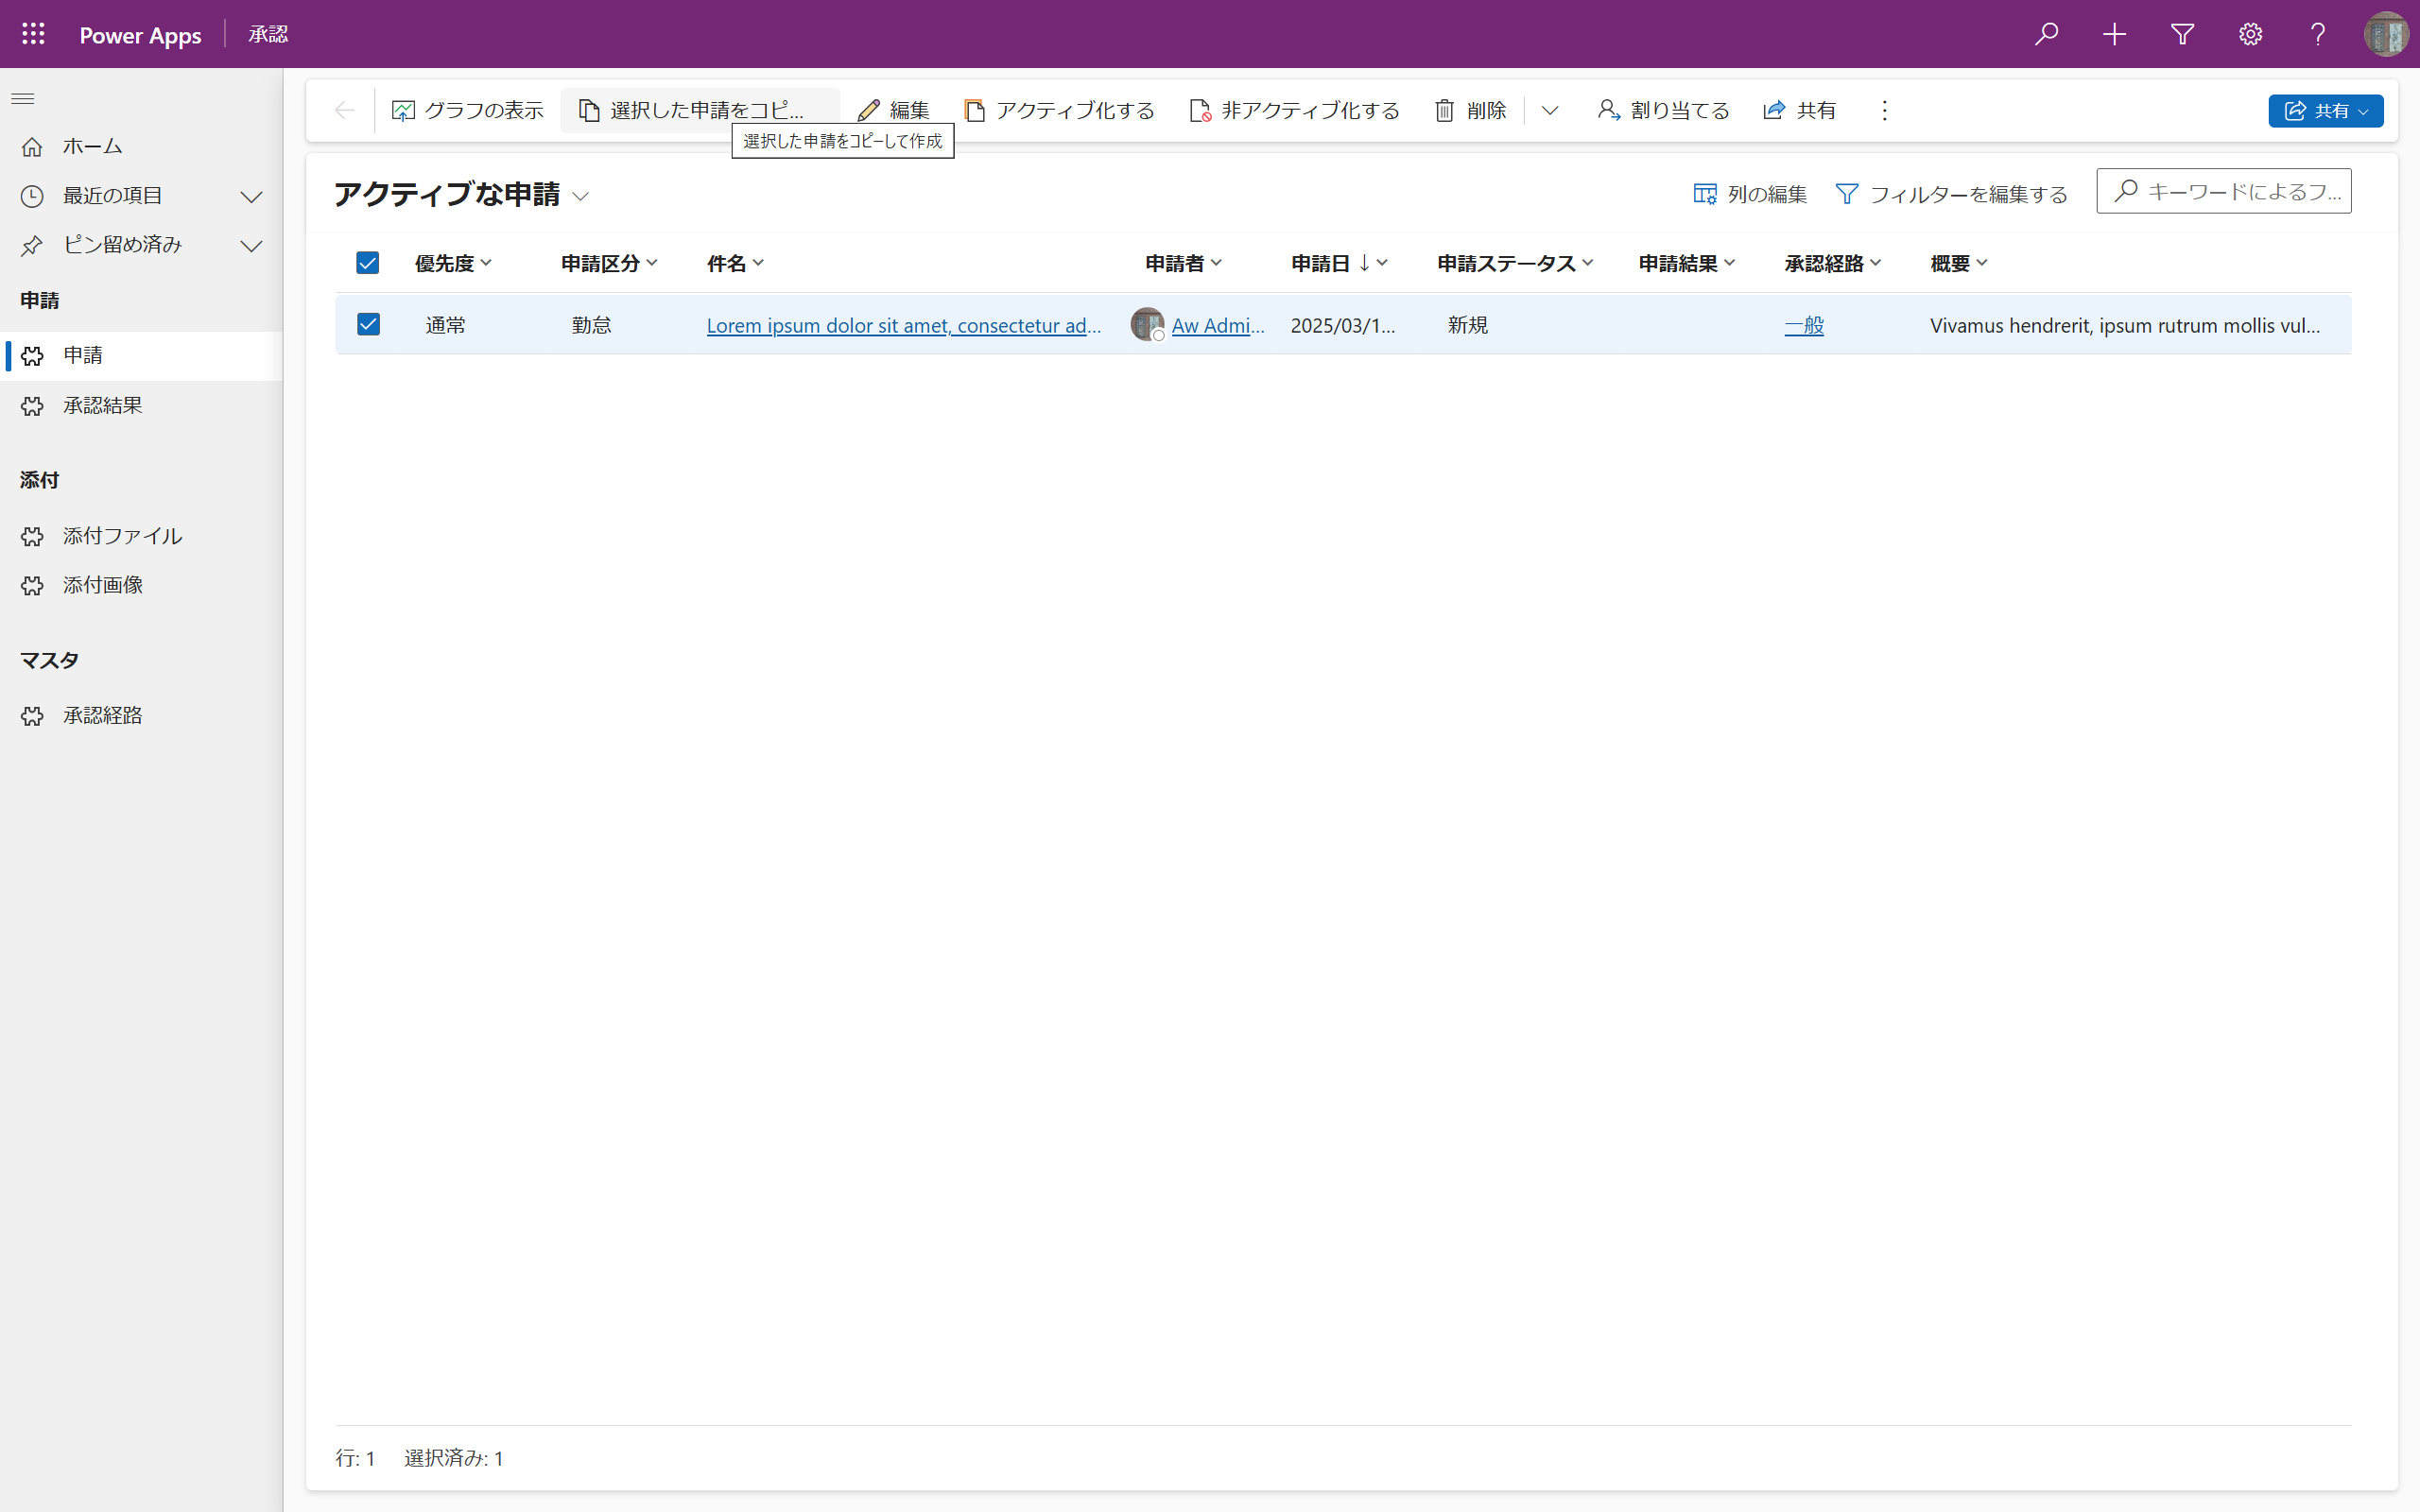 Power Apps 承認
グラフの表示 選択した申請をコピ... 編集 アクティブ化する 非アクティブ化する 削除 割り当てる 共有 共有
選択した申請をコピーして作成
ホーム
最近の項目
ピン留め済み
申請
申請
承認結果
添付
添付ファイル
添付画像
マスタ
承認経路
アクティブな申請 列の編集 フィルターを編集する キーワードによるフ...
優先度 申請区分 件名 申請者 申請日 申請ステータス 申請結果 承認経路 概要
通常 勤怠 Lorem ipsum dolor sit amet, consectetur ad... Aw Admi... 2025/03/1... 新規 一般 Vivamus hendrerit, ipsum rutrum mollis vul...
行: 1 選択済み: 1